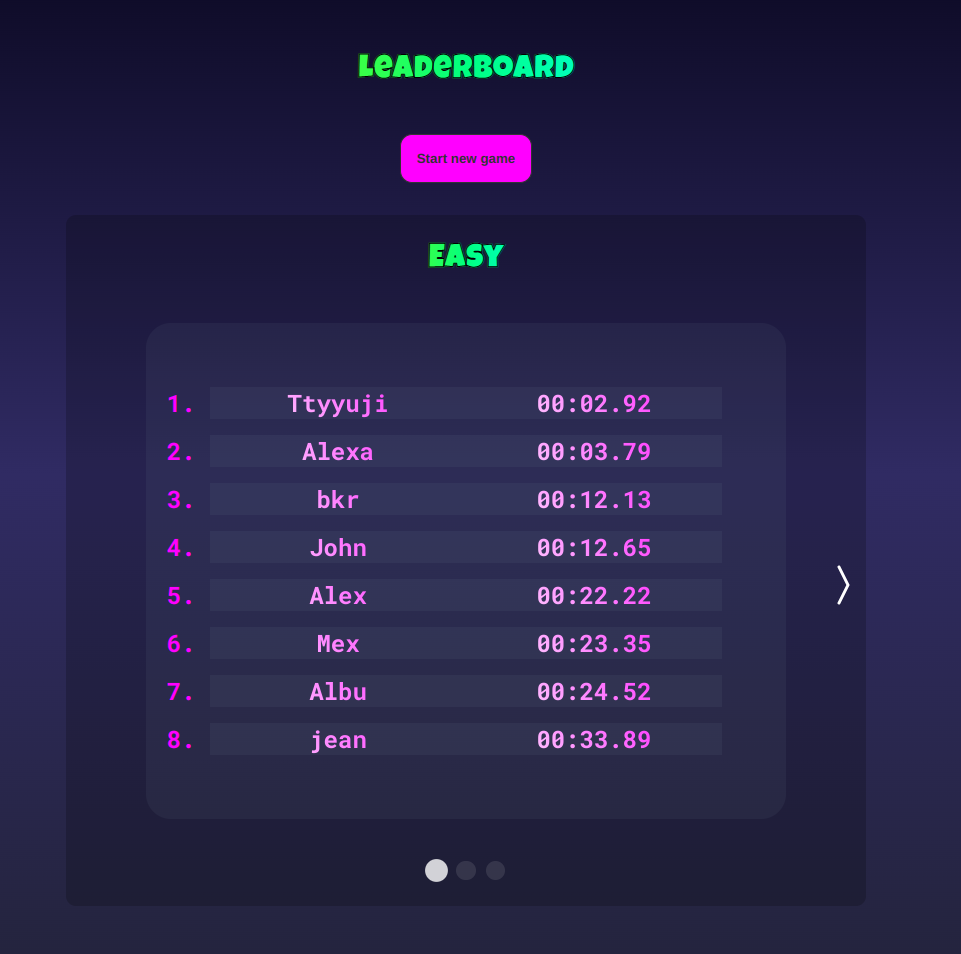 LeADeRBOARD
Start new game
EASY
1. Ttyyuji 00:02.92
2. Alexa 00:03.79
3. bkr 00:12.13
4. John 00:12.65
5. Alex 00:22.22
6. Mex 00:23.35
7. Albu 00:24.52
8. jean 00:33.89